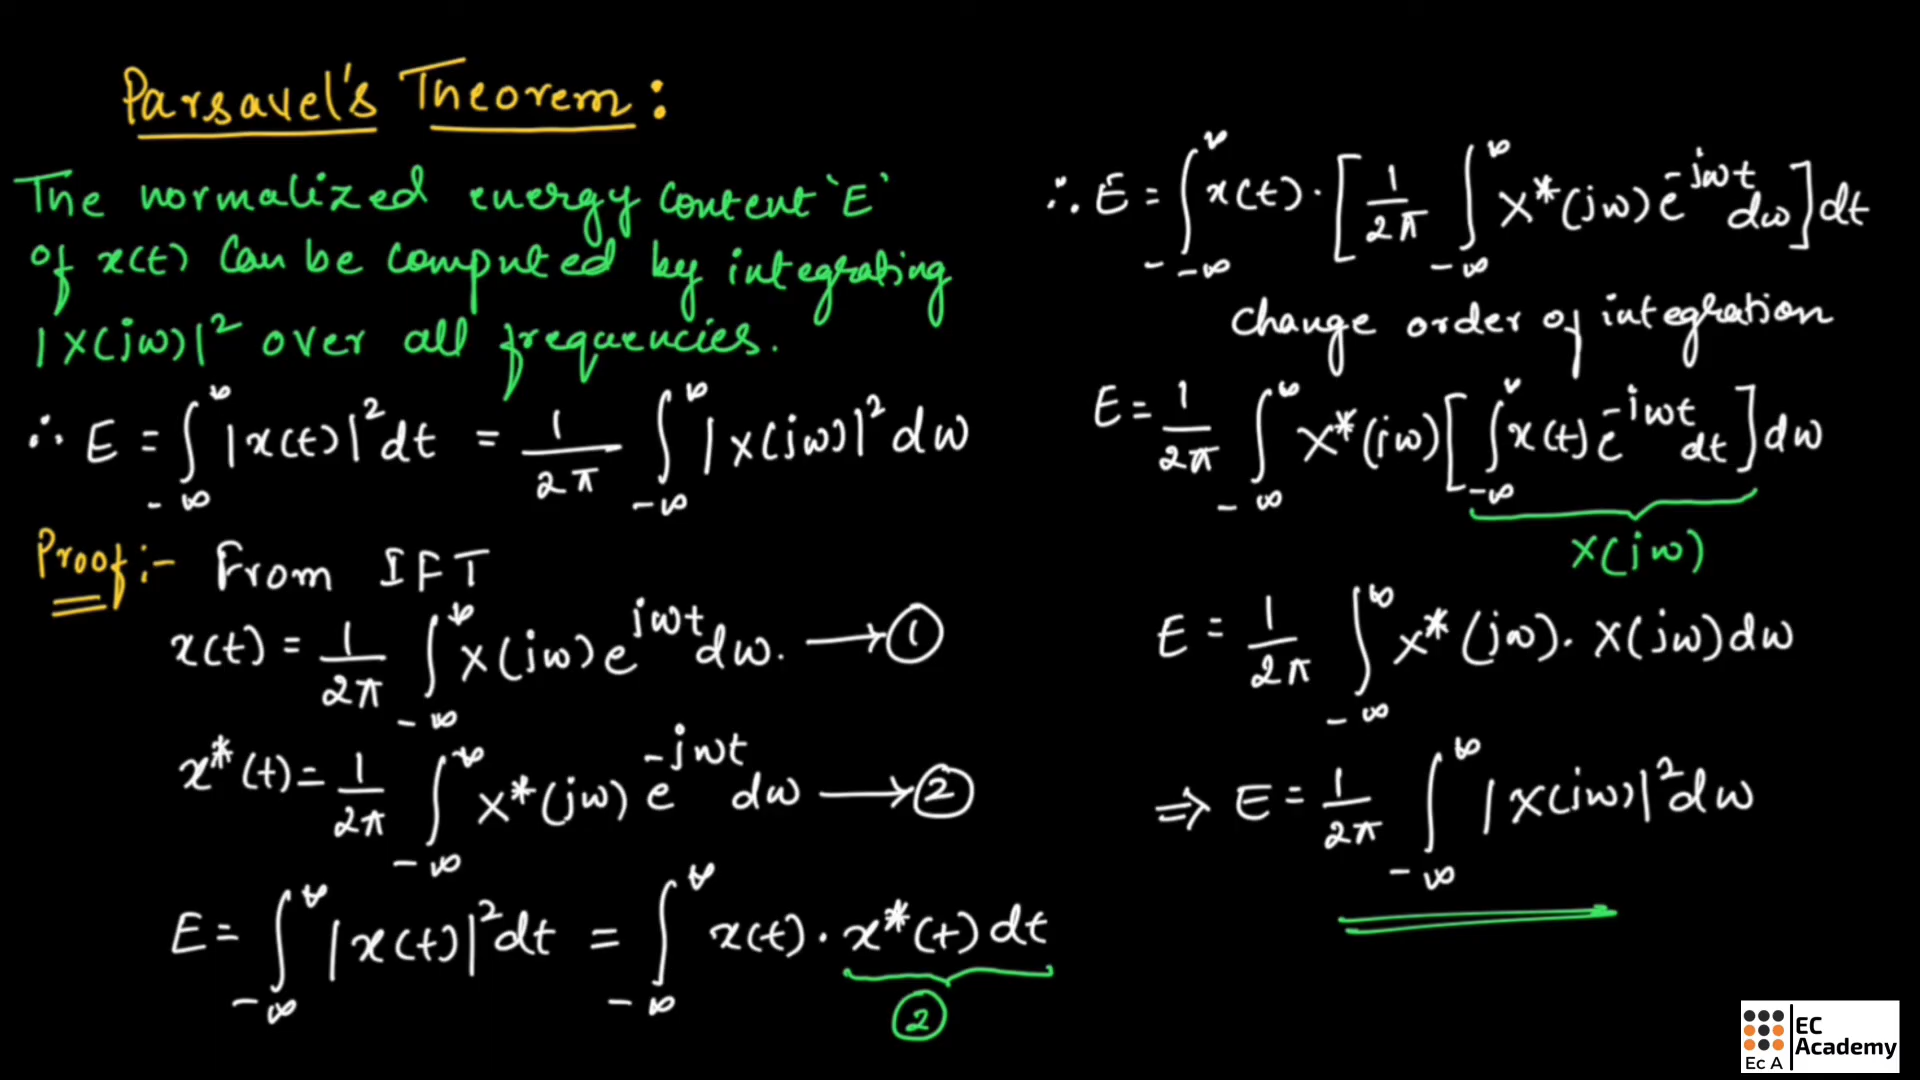 Parsavel's Theorem:
The normalized energy content 'E'
of x(t) can be computed by integrating
|X(jω)|² over all frequencies.
∴ E = ∫_{-∞}^{∞} |x(t)|² dt = 1/2π ∫_{-∞}^{∞} |X(jω)|² dω
Proof:- From IFT
x(t) = 1/2π ∫_{-∞}^{∞} X(jω) e^{jωt} dω. → ①
x*(t) = 1/2π ∫_{-∞}^{∞} X*(jω) e^{-jωt} dω → ②
E = ∫_{-∞}^{∞} |x(t)|² dt = ∫_{-∞}^{∞} x(t) · x*(t) dt
②
∴ E = ∫_{-∞}^{∞} x(t) · [1/2π ∫_{-∞}^{∞} X*(jω) e^{-jωt} dω] dt
change order of integration
E = 1/2π ∫_{-∞}^{∞} X*(jω) [∫_{-∞}^{∞} x(t) e^{-jωt} dt] dω
X(jω)
E = 1/2π ∫_{-∞}^{∞} X*(jω) · X(jω) dω
⇒ E = 1/2π ∫_{-∞}^{∞} |X(jω)|² dω
EC
Academy
Ec A